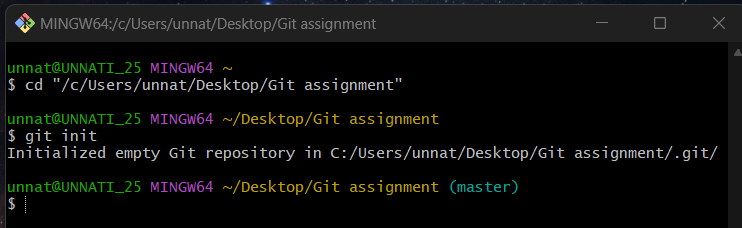 MINGW64:/c/Users/unnat/Desktop/Git assignment
unnat@UNNATI_25 MINGW64 ~
$ cd "/c/Users/unnat/Desktop/Git assignment"
unnat@UNNATI_25 MINGW64 ~/Desktop/Git assignment
$ git init
Initialized empty Git repository in C:/Users/unnat/Desktop/Git assignment/.git/
unnat@UNNATI_25 MINGW64 ~/Desktop/Git assignment (master)
$